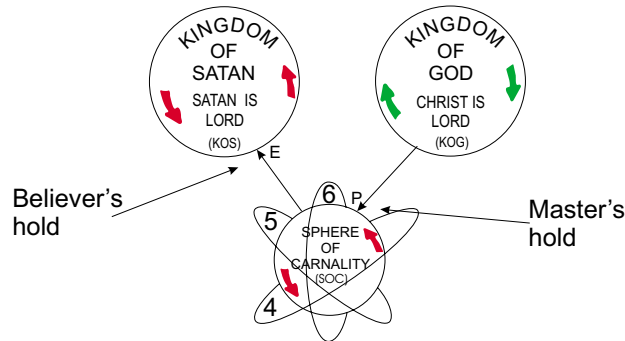 KINGDOM
OF
SATAN
SATAN IS
LORD
(KOS)
KINGDOM
OF
GOD
CHRIST IS
LORD
(KOG)
E
P
Believer's
hold
Master's
hold
6
5
4
SPHERE
OF
CARNALITY
(SOC)